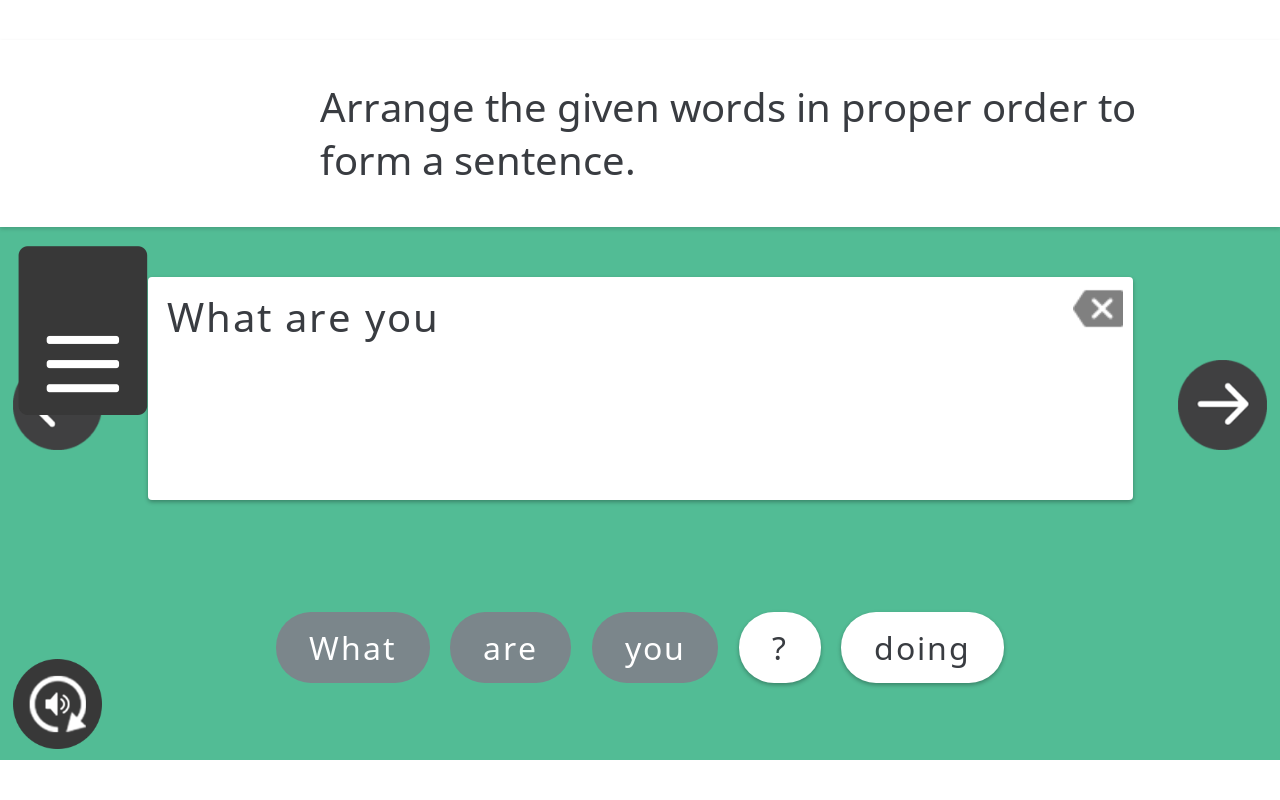 Arrange the given words in proper order to
form a sentence.
What are you
What are you ? doing